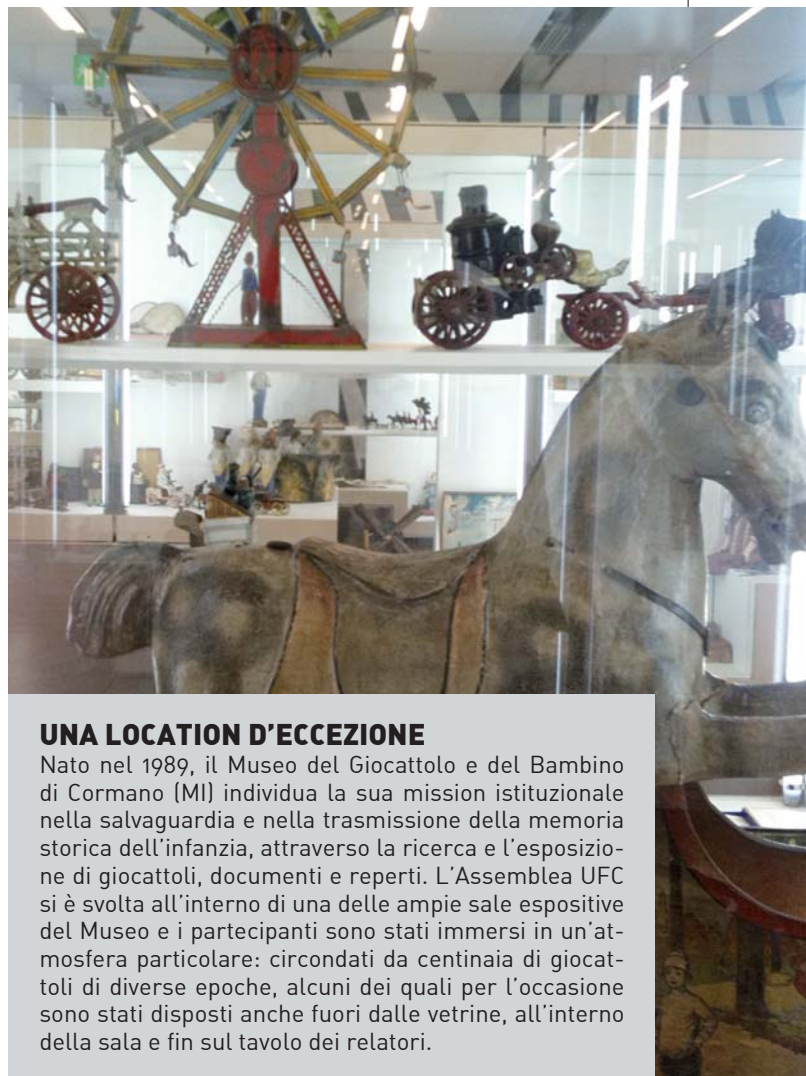 UNA LOCATION D’ECCEZIONE
Nato nel 1989, il Museo del Giocattolo e del Bambino
di Cormano (MI) individua la sua mission istituzionale
nella salvaguardia e nella trasmissione della memoria
storica dell’infanzia, attraverso la ricerca e l’esposizio-
ne di giocattoli, documenti e reperti. L’Assemblea UFC
si è svolta all’interno di una delle ampie sale espositive
del Museo e i partecipanti sono stati immersi in un’at-
mosfera particolare: circondati da centinaia di giocat-
toli di diverse epoche, alcuni dei quali per l’occasione
sono stati disposti anche fuori dalle vetrine, all’interno
della sala e fin sul tavolo dei relatori.